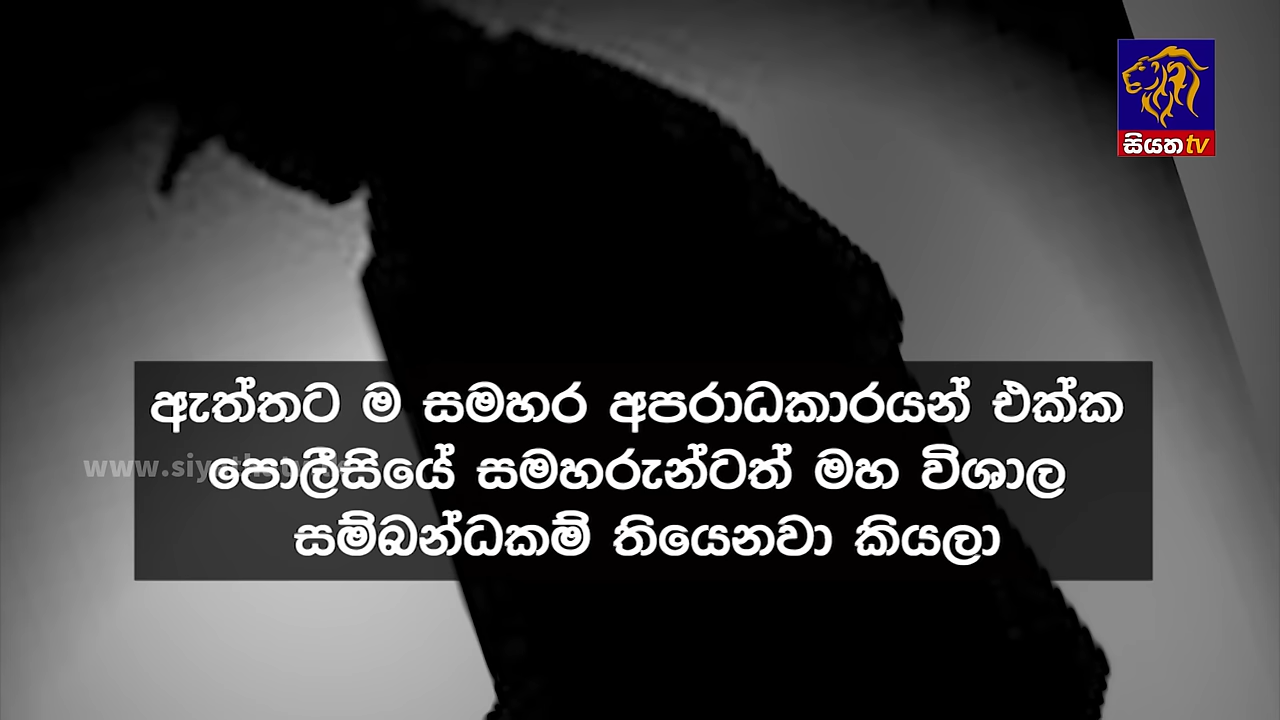 සියත tv
ඇත්තට ම සමහර අපරාධකාරයන් එක්ක
පොලීසියේ සමහරුන්ටත් මහ විශාල
සම්බන්ධකම් තියෙනවා කියලා